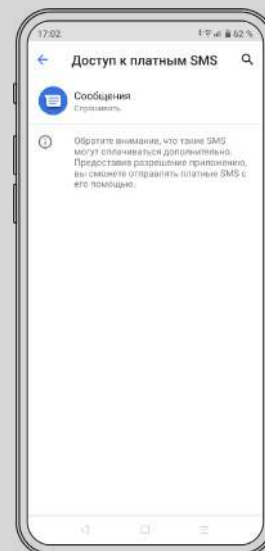 17:02
62 %
Доступ к платным SMS
Сообщения
Спрашивать
Обратите внимание, что такие SMS
могут оплачиваться дополнительно.
Предоставив разрешение приложению,
вы сможете отправлять платные SMS с
его помощью.